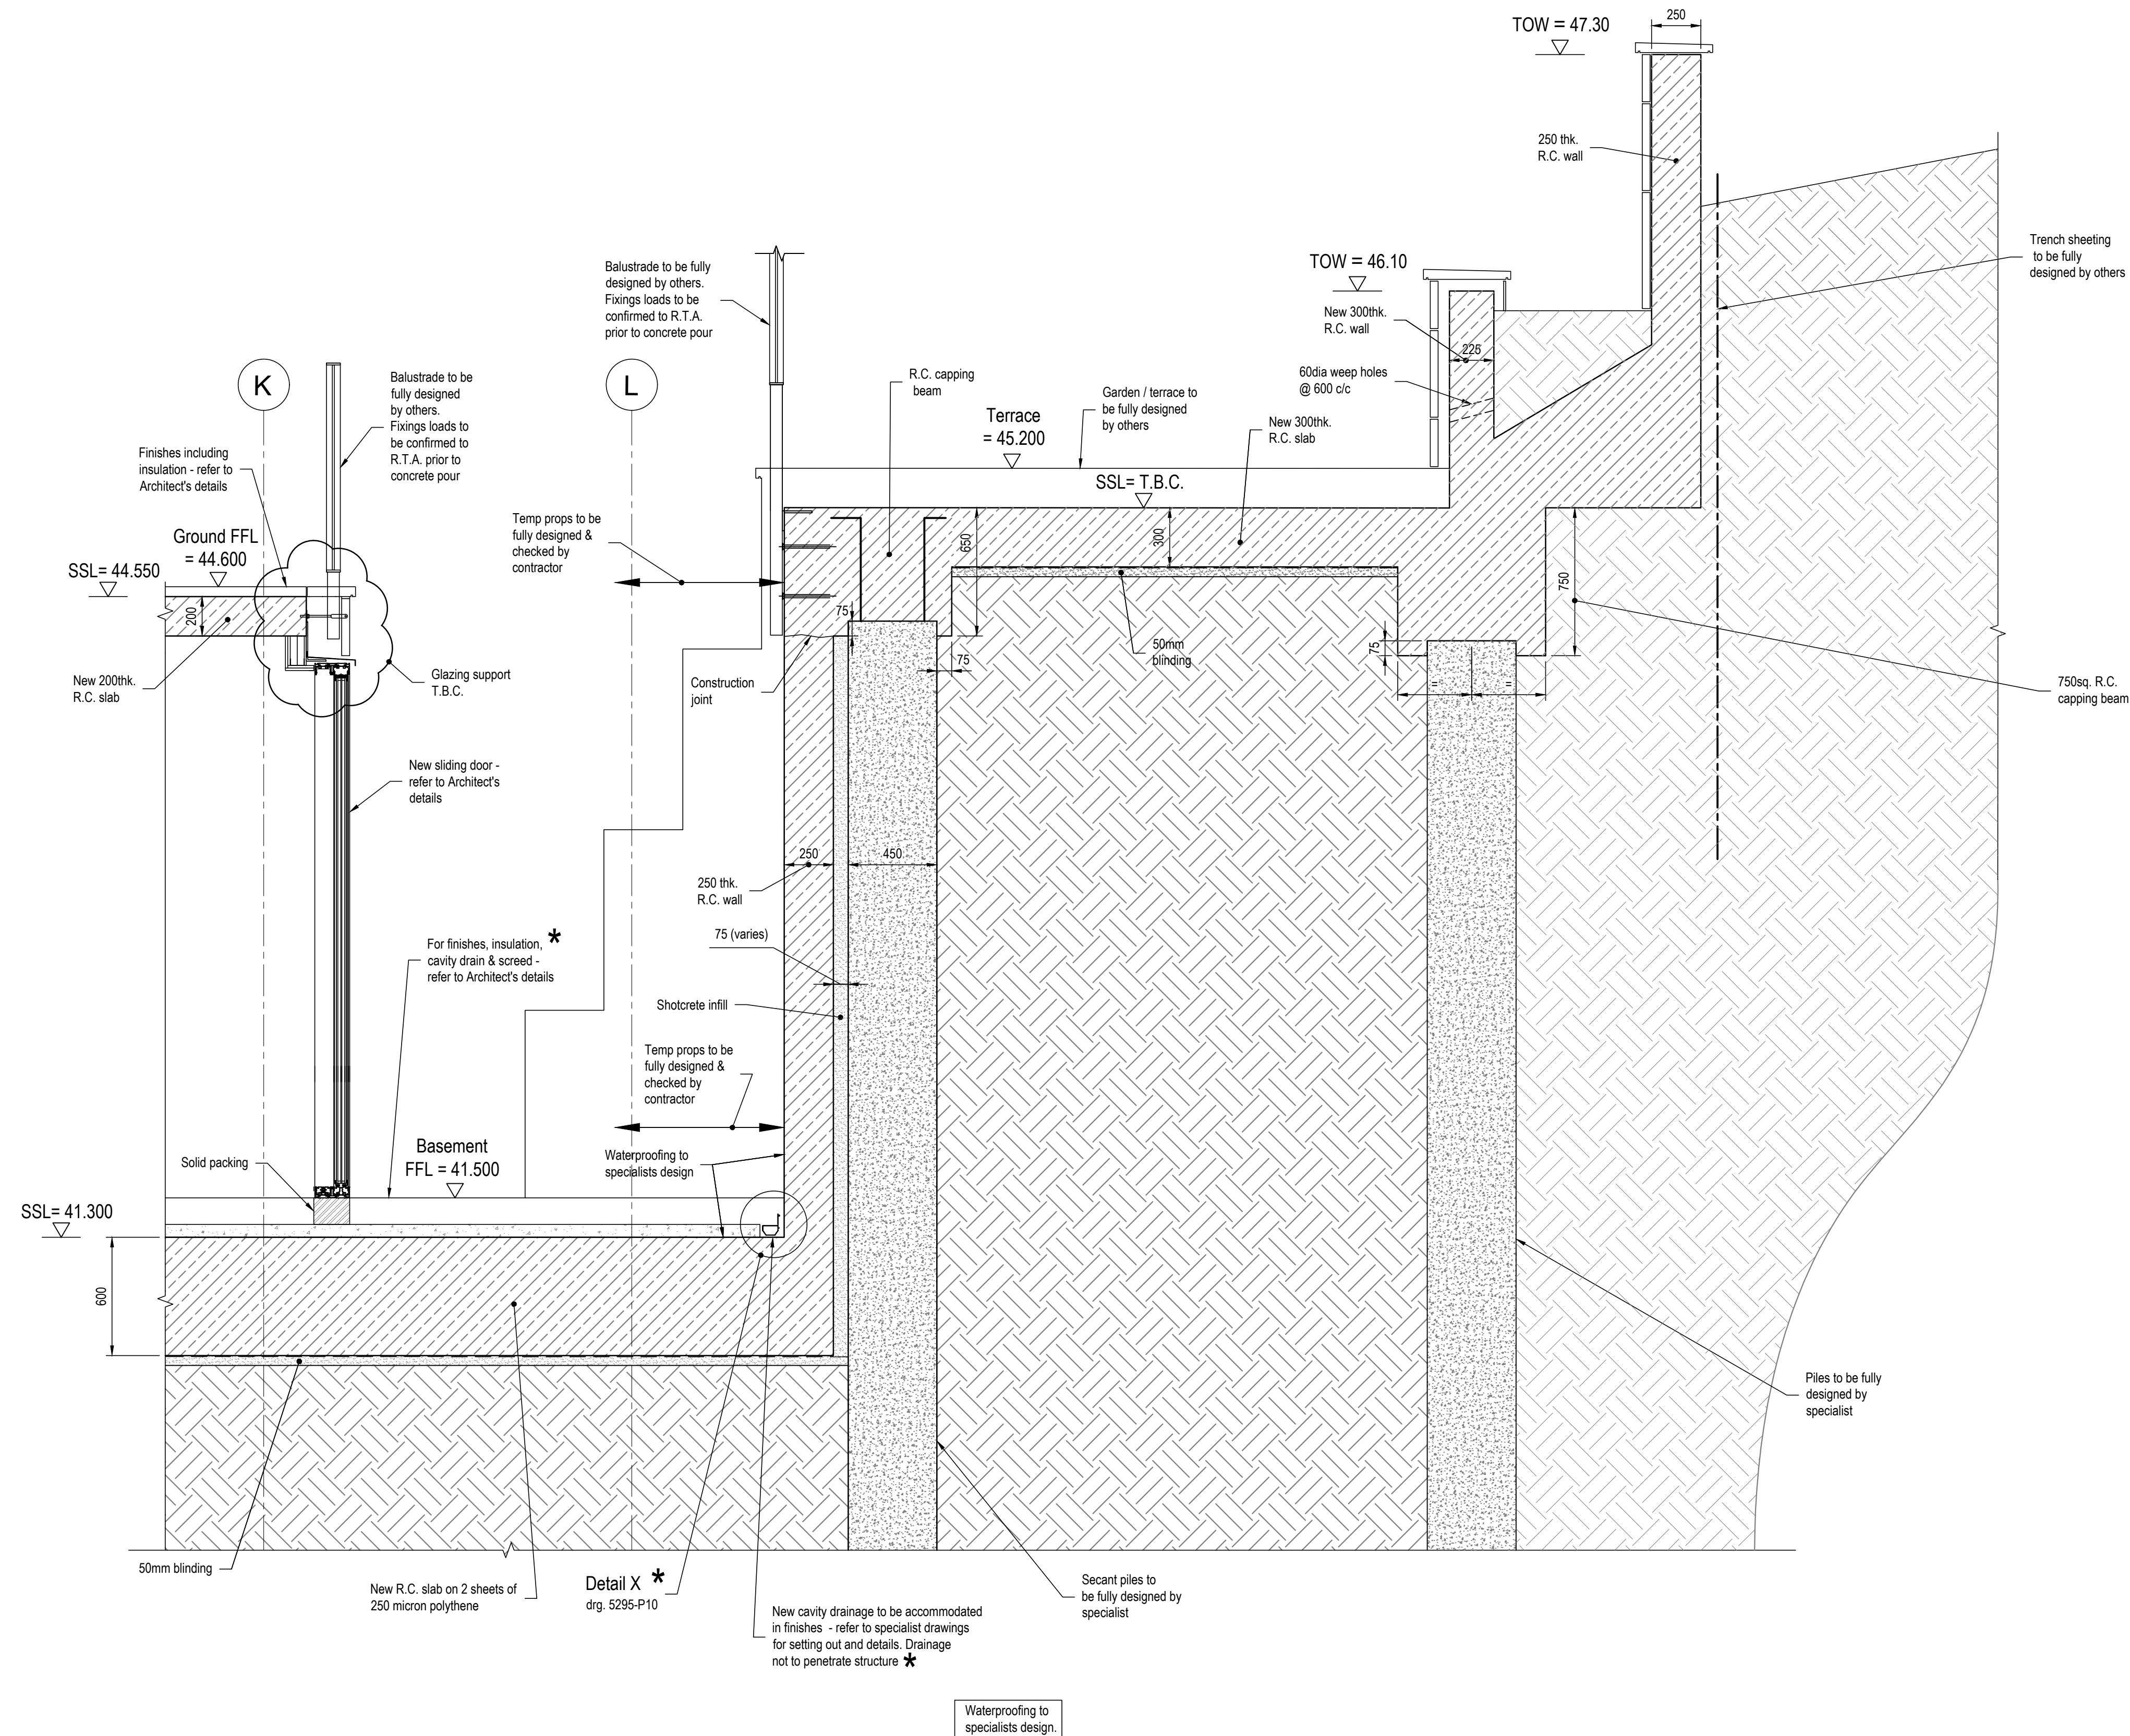 TOW = 47.30
250
250 thk.
R.C. wall
Trench sheeting
to be fully
designed by others
TOW = 46.10
New 300thk.
R.C. wall
225
60dia weep holes
@ 600 c/c
Balustrade to be fully
designed by others.
Fixings loads to be
confirmed to R.T.A.
prior to concrete pour
K
L
Balustrade to be
fully designed
by others.
Fixings loads to
be confirmed to
R.T.A. prior to
concrete pour
R.C. capping
beam
Garden / terrace to
be fully designed
by others
Terrace
= 45.200
New 300thk.
R.C. slab
Finishes including
insulation - refer to
Architect's details
SSL= T.B.C.
Temp props to be
fully designed &
checked by
contractor
Ground FFL
= 44.600
SSL= 44.550
200
650
300
750
75
75
75
=
=
50mm
blinding
Glazing support
T.B.C.
New 200thk.
R.C. slab
Construction
joint
750sq. R.C.
capping beam
New sliding door -
refer to Architect's
details
250
450
250 thk.
R.C. wall
75 (varies)
For finishes, insulation, *
cavity drain & screed -
refer to Architect's details
Shotcrete infill
Temp props to be
fully designed &
checked by
contractor
Basement
FFL = 41.500
Waterproofing to
specialists design
Solid packing
SSL= 41.300
600
Piles to be fully
designed by
specialist
50mm blinding
New R.C. slab on 2 sheets of
250 micron polythene
Detail X *
drg. 5295-P10
Secant piles to
be fully designed by
specialist
New cavity drainage to be accommodated
in finishes - refer to specialist drawings
for setting out and details. Drainage
not to penetrate structure *
Waterproofing to
specialists design.